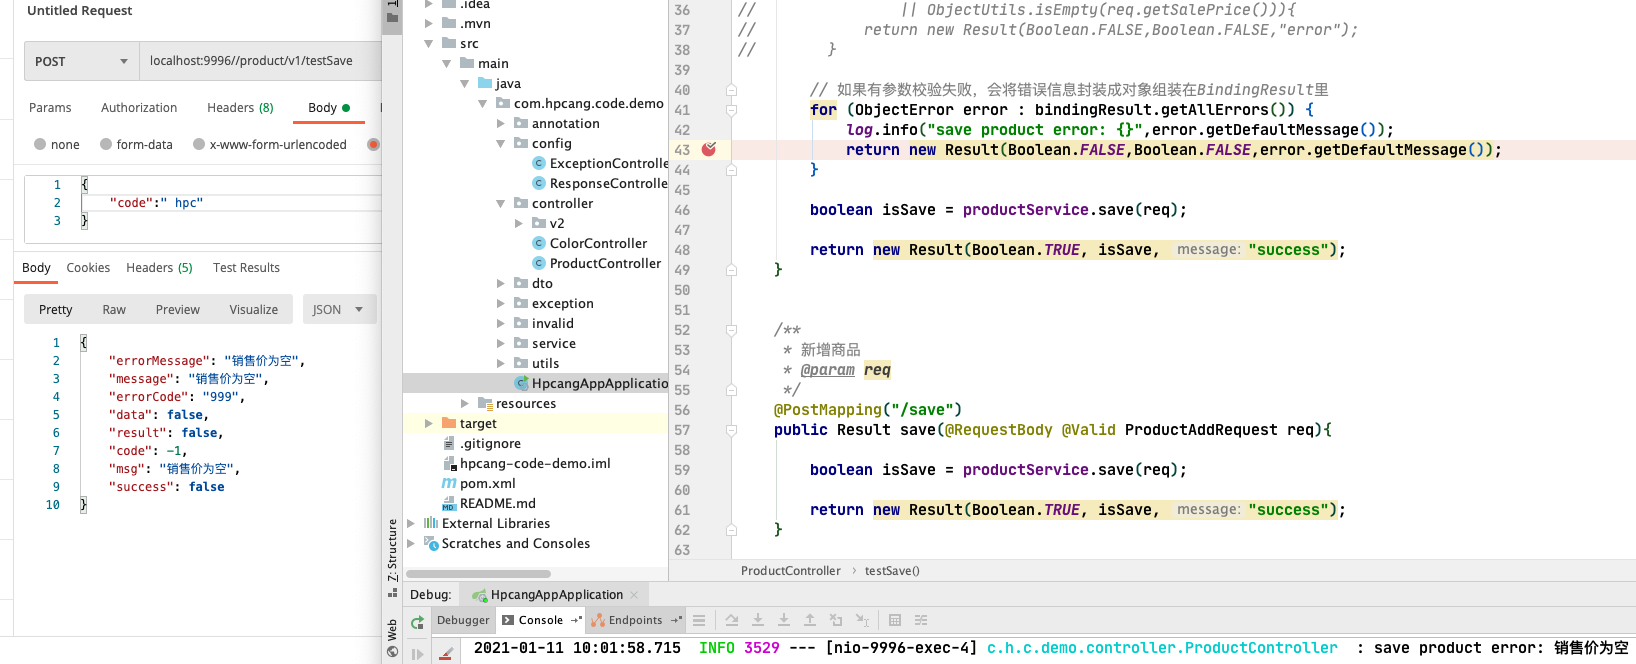 Untitled Request
POST
localhost:9996//product/v1/testSave
Params
Authorization
Headers (8)
Body
none
form-data
x-www-form-urlencoded
1 {
2 "code":" hpc"
3 }
Body
Cookies
Headers (5)
Test Results
Pretty
Raw
Preview
Visualize
JSON
1 {
2 "errorMessage": "销售价为空",
3 "message": "销售价为空",
4 "errorCode": "999",
5 "data": false,
6 "result": false,
7 "code": -1,
8 "msg": "销售价为空",
9 "success": false
10 }
Z: Structure
Web
.idea
.mvn
src
main
java
com.hpcang.code.demo
annotation
config
ExceptionControlle
ResponseControlle
controller
v2
ColorController
ProductController
dto
exception
invalid
service
utils
HpcangAppApplicatio
resources
target
.gitignore
hpcang-code-demo.iml
pom.xml
README.md
External Libraries
Scratches and Consoles
36 // || ObjectUtils.isEmpty(req.getSalePrice())){
37 // return new Result(Boolean.FALSE,Boolean.FALSE,"error");
38 // }
39
40 // 如果有参数校验失败，会将错误信息封装成对象组装在BindingResult里
41 for (ObjectError error : bindingResult.getAllErrors()) {
42 log.info("save product error: {}",error.getDefaultMessage());
43 return new Result(Boolean.FALSE,Boolean.FALSE,error.getDefaultMessage());
44 }
45
46 boolean isSave = productService.save(req);
47
48 return new Result(Boolean.TRUE, isSave, message: "success");
49 }
50
51
52 /**
53 * 新增商品
54 * @param req
55 */
56 @PostMapping("/save")
57 public Result save(@RequestBody @Valid ProductAddRequest req){
58
59 boolean isSave = productService.save(req);
60
61 return new Result(Boolean.TRUE, isSave, message: "success");
62 }
63
ProductController › testSave()
Debug: HpcangAppApplication
Debugger
Console
Endpoints
2021-01-11 10:01:58.715 INFO 3529 --- [nio-9996-exec-4] c.h.c.demo.controller.ProductController : save product error: 销售价为空